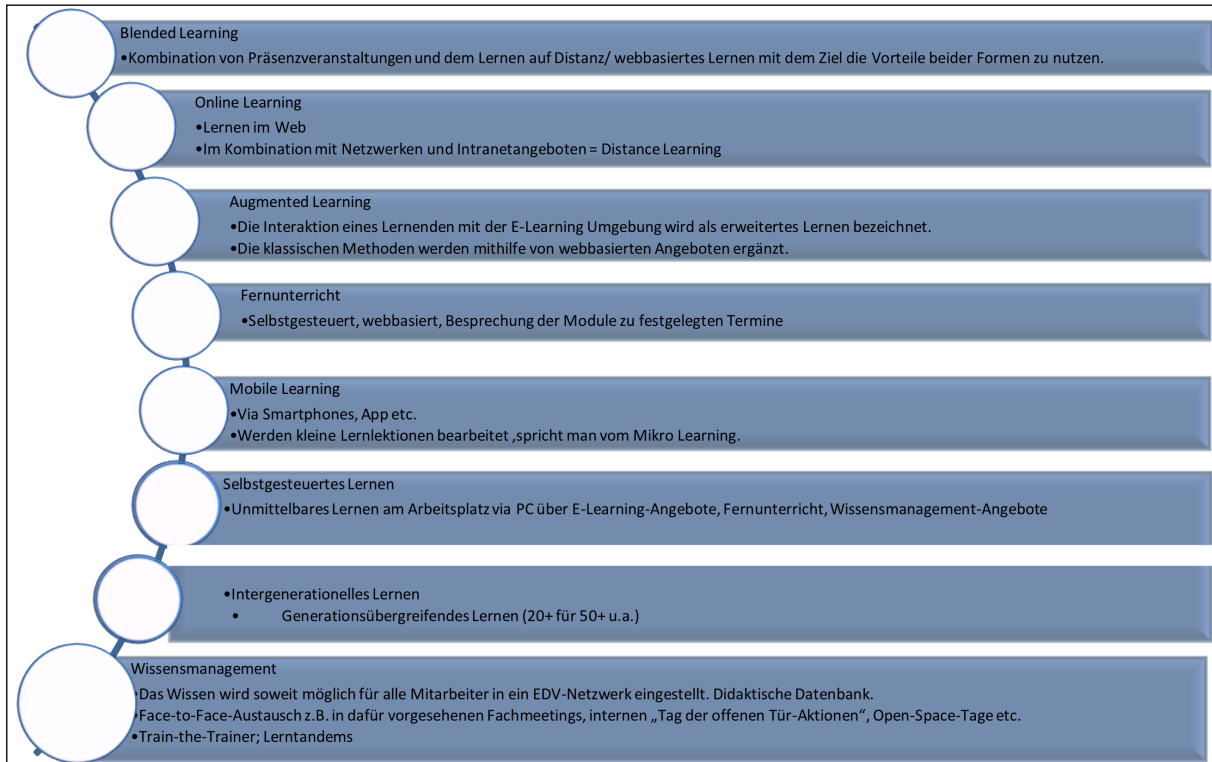 Blended Learning
•Kombination von Präsenzveranstaltungen und dem Lernen auf Distanz/ webbasiertes Lernen mit dem Ziel die Vorteile beider Formen zu nutzen.
Online Learning
•Lernen im Web
•Im Kombination mit Netzwerken und Intranetangeboten = Distance Learning
Augmented Learning
•Die Interaktion eines Lernenden mit der E-Learning Umgebung wird als erweitertes Lernen bezeichnet.
•Die klassischen Methoden werden mithilfe von webbasierten Angeboten ergänzt.
Fernunterricht
•Selbstgesteuert, webbasiert, Besprechung der Module zu festgelegten Termine
Mobile Learning
•Via Smartphones, App etc.
•Werden kleine Lernlektionen bearbeitet ,spricht man vom Mikro Learning.
Selbstgesteuertes Lernen
•Unmittelbares Lernen am Arbeitsplatz via PC über E-Learning-Angebote, Fernunterricht, Wissensmanagement-Angebote
•Intergenerationelles Lernen
• Generationsübergreifendes Lernen (20+ für 50+ u.a.)
Wissensmanagement
•Das Wissen wird soweit möglich für alle Mitarbeiter in ein EDV-Netzwerk eingestellt. Didaktische Datenbank.
•Face-to-Face-Austausch z.B. in dafür vorgesehenen Fachmeetings, internen „Tag der offenen Tür-Aktionen“, Open-Space-Tage etc.
•Train-the-Trainer; Lerntandems